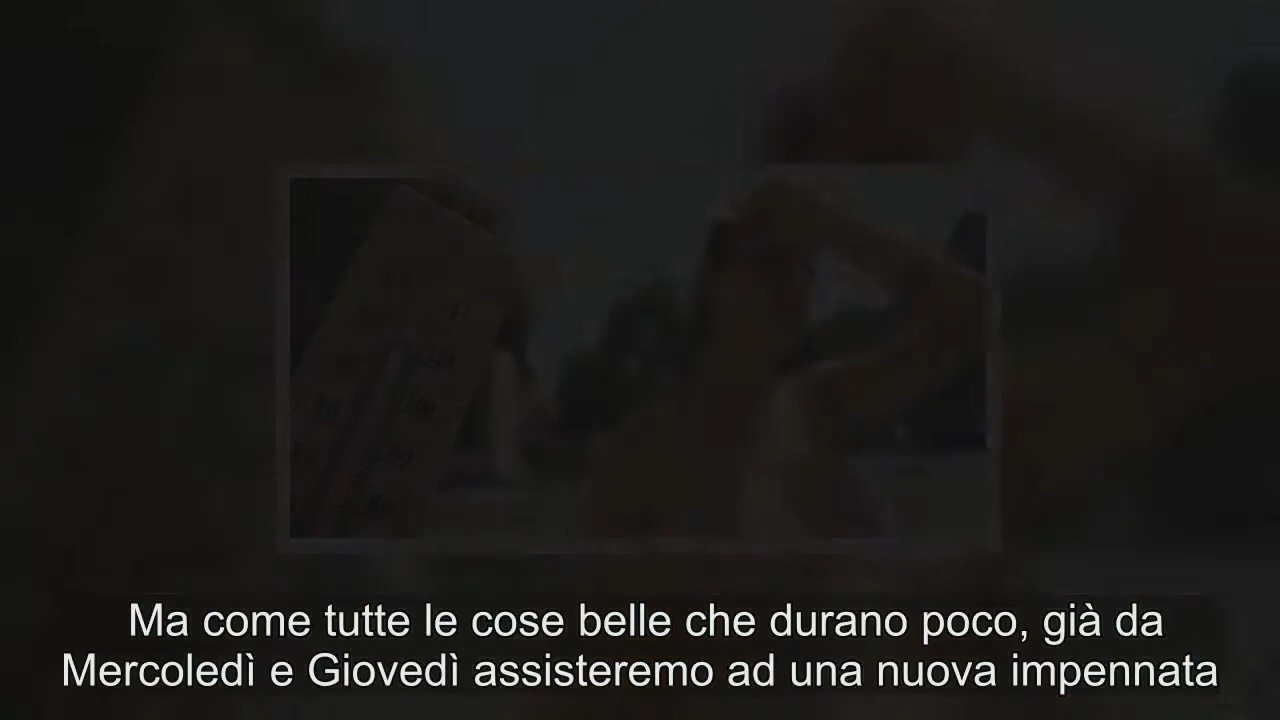 Ma come tutte le cose belle che durano poco, già da
Mercoledì e Giovedì assisteremo ad una nuova impennata